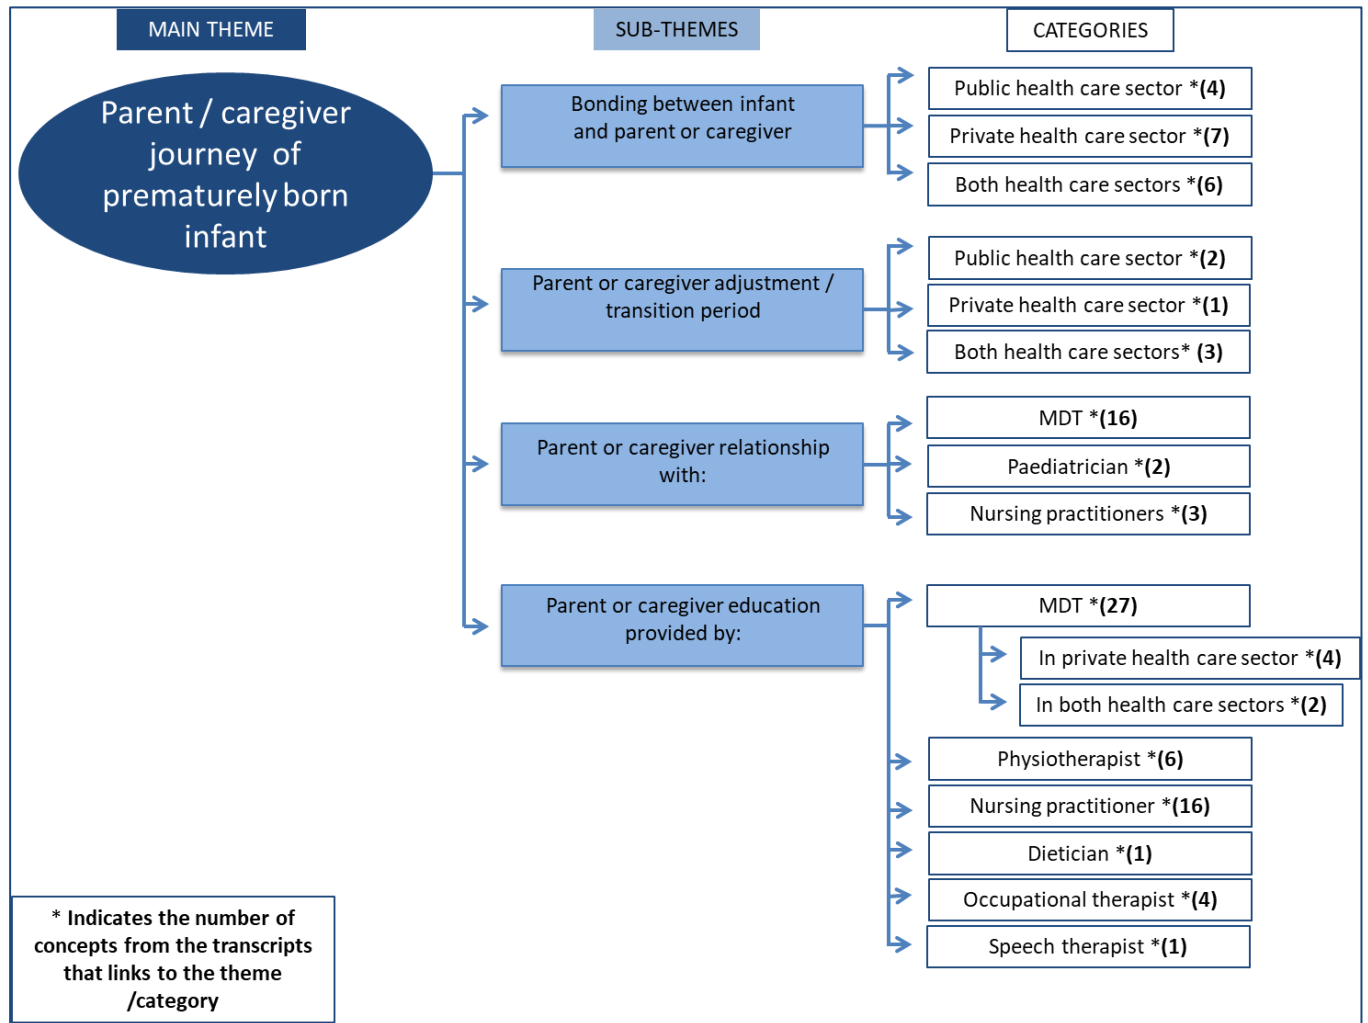 MAIN THEME
SUB-THEMES
CATEGORIES
Parent / caregiver
journey of
prematurely born
infant
Bonding between infant
and parent or caregiver
Public health care sector *(4)
Private health care sector *(7)
Both health care sectors *(6)
Parent or caregiver adjustment /
transition period
Public health care sector *(2)
Private health care sector *(1)
Both health care sectors* (3)
Parent or caregiver relationship
with:
MDT *(16)
Paediatrician *(2)
Nursing practitioners *(3)
Parent or caregiver education
provided by:
MDT *(27)
In private health care sector *(4)
In both health care sectors *(2)
Physiotherapist *(6)
Nursing practitioner *(16)
Dietician *(1)
Occupational therapist *(4)
Speech therapist *(1)
* Indicates the number of
concepts from the transcripts
that links to the theme
/category